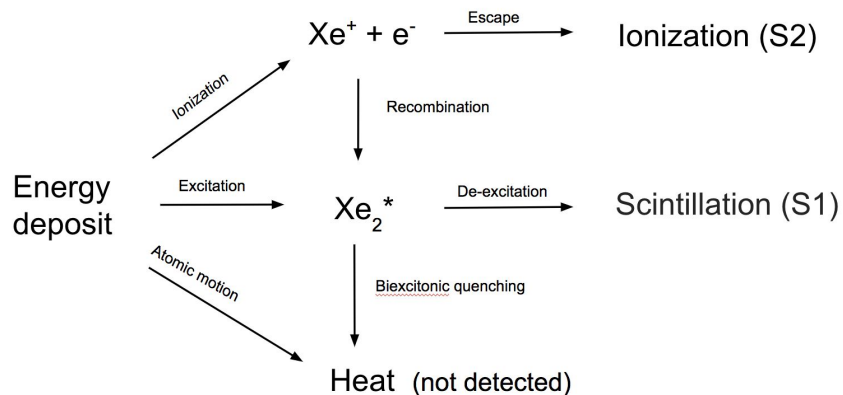 Xe⁺ + e⁻
Escape
Ionization (S2)
Ionization
Recombination
Energy
deposit
Excitation
Xe₂*
De-excitation
Scintillation (S1)
Atomic motion
Biexcitonic quenching
Heat (not detected)